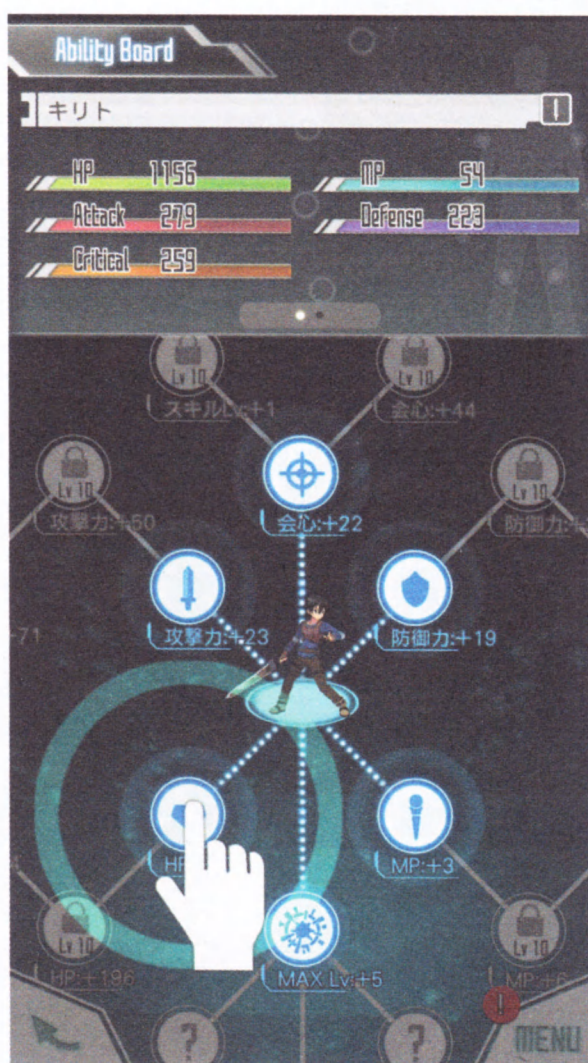 Ability Board
キリト
HP 1156
MP 54
Attack 279
Defense 223
Critical 259
Lv 10
Lv 10
スキルLv:+1
会心:+44
Lv 10
Lv 10
攻撃力:+50
会心:+22
防御力:
攻撃力:+23
防御力:+19
+71
HP
MP:+3
Lv 10
Lv 10
HP:+196
MAX Lv:+5
MP:+6
?
?
!
MENU